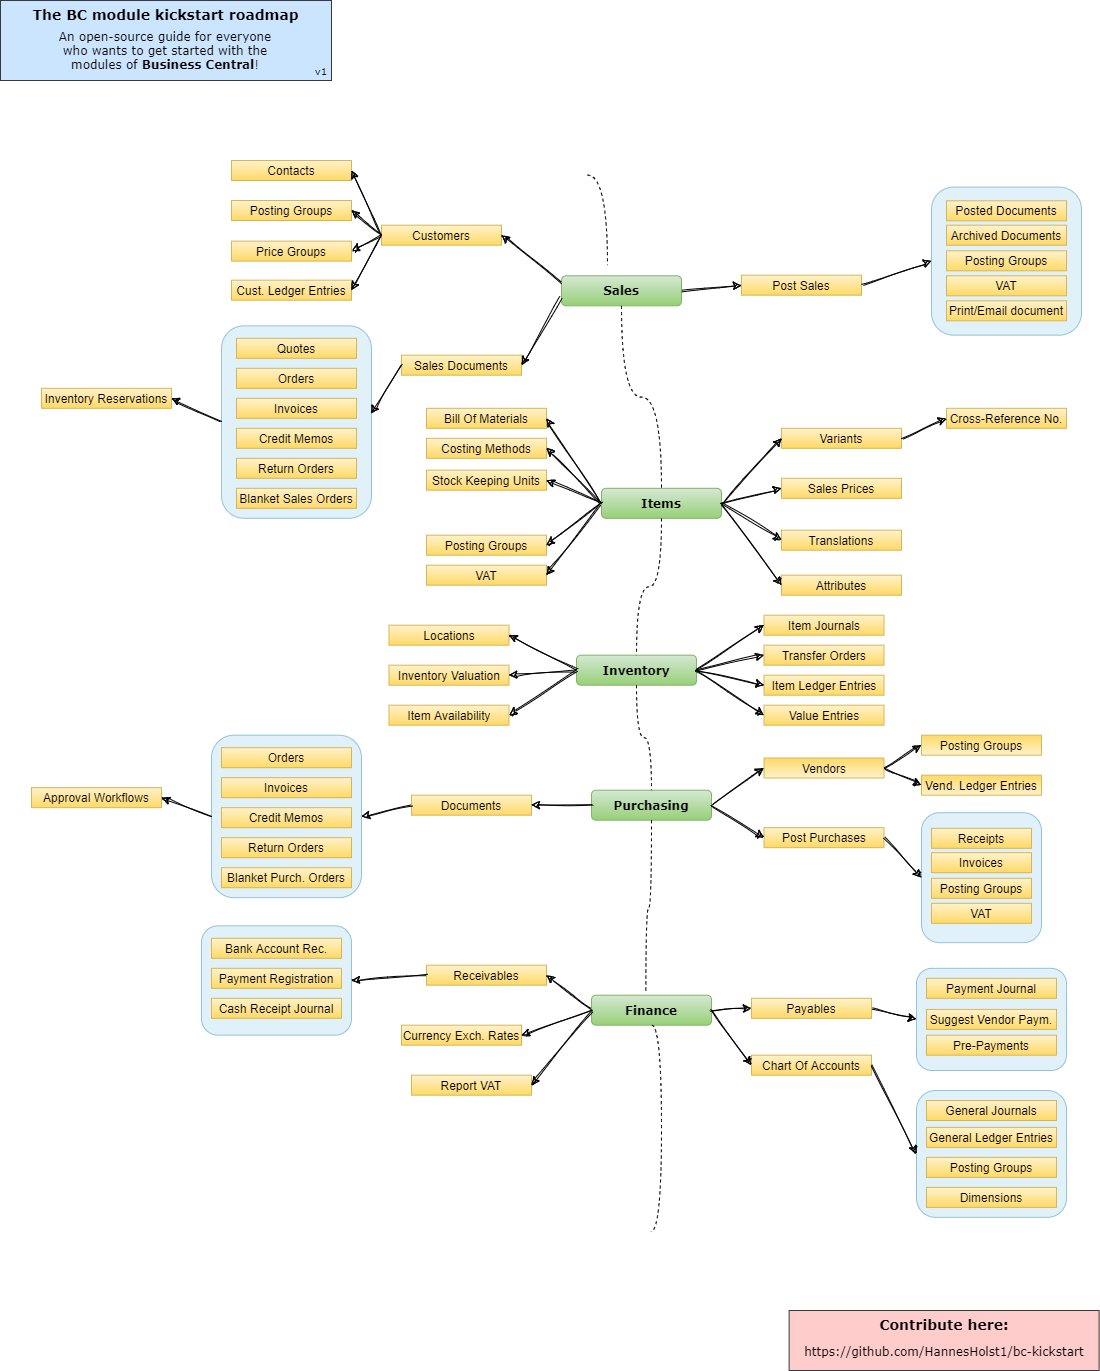 The BC module kickstart roadmap
An open-source guide for everyone
who wants to get started with the
modules of Business Central!
v1
Contacts
Posting Groups
Price Groups
Cust. Ledger Entries
Customers
Sales
Post Sales
Posted Documents
Archived Documents
Posting Groups
VAT
Print/Email document
Sales Documents
Quotes
Orders
Invoices
Credit Memos
Return Orders
Blanket Sales Orders
Inventory Reservations
Bill Of Materials
Costing Methods
Stock Keeping Units
Posting Groups
VAT
Items
Variants
Cross-Reference No.
Sales Prices
Translations
Attributes
Locations
Inventory Valuation
Item Availability
Inventory
Item Journals
Transfer Orders
Item Ledger Entries
Value Entries
Approval Workflows
Orders
Invoices
Credit Memos
Return Orders
Blanket Purch. Orders
Documents
Purchasing
Vendors
Posting Groups
Vend. Ledger Entries
Post Purchases
Receipts
Invoices
Posting Groups
VAT
Bank Account Rec.
Payment Registration
Cash Receipt Journal
Receivables
Currency Exch. Rates
Report VAT
Finance
Payables
Chart Of Accounts
Payment Journal
Suggest Vendor Paym.
Pre-Payments
General Journals
General Ledger Entries
Posting Groups
Dimensions
Contribute here:
https://github.com/HannesHolst1/bc-kickstart